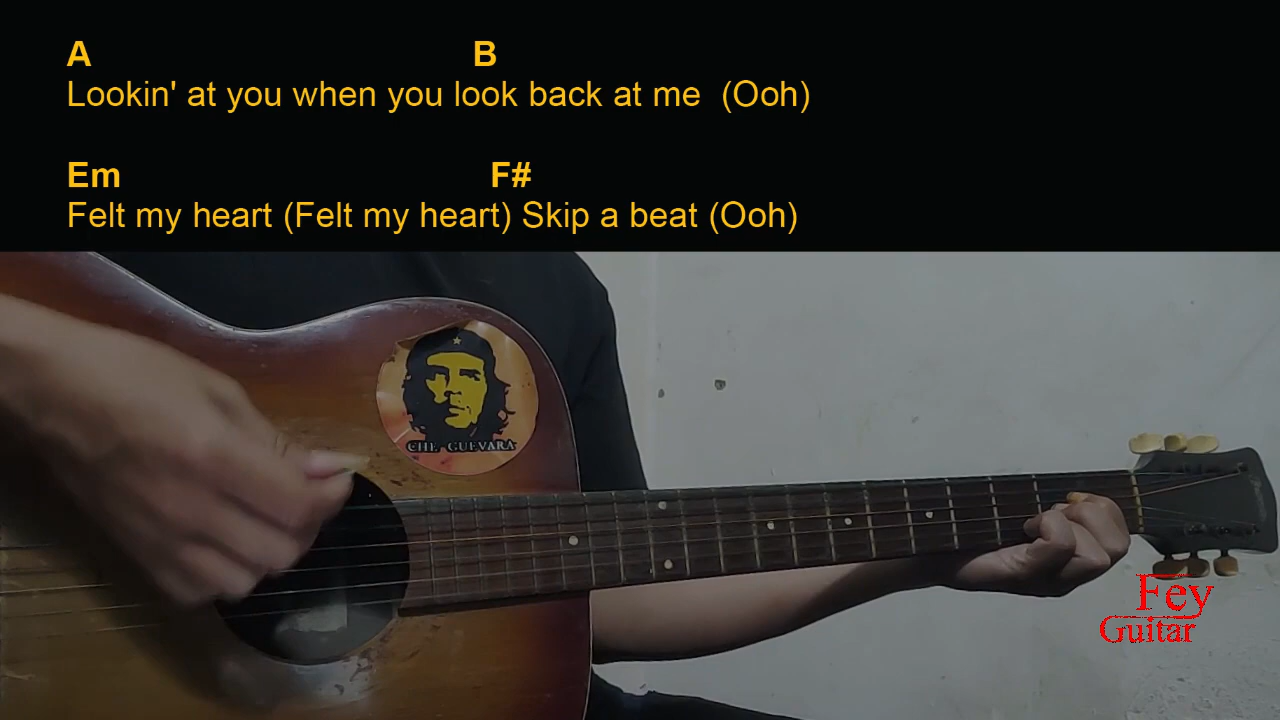 A B
Lookin' at you when you look back at me (Ooh)
Em F#
Felt my heart (Felt my heart) Skip a beat (Ooh)
CHE GUEVARA
Fey
Guitar